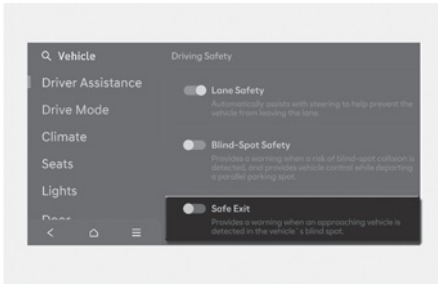 Vehicle
Driver Assistance
Drive Mode
Climate
Seats
Lights
Door
Driving Safety
Lane Safety
Automatically assists with steering to help prevent the
vehicle from leaving the lane.
Blind-Spot Safety
Provides a warning when a risk of blind-spot collision is
detected, and provides vehicle control while departing
a parallel parking spot.
Safe Exit
Provides a warning when an approaching vehicle is
detected in the vehicle's blind spot.